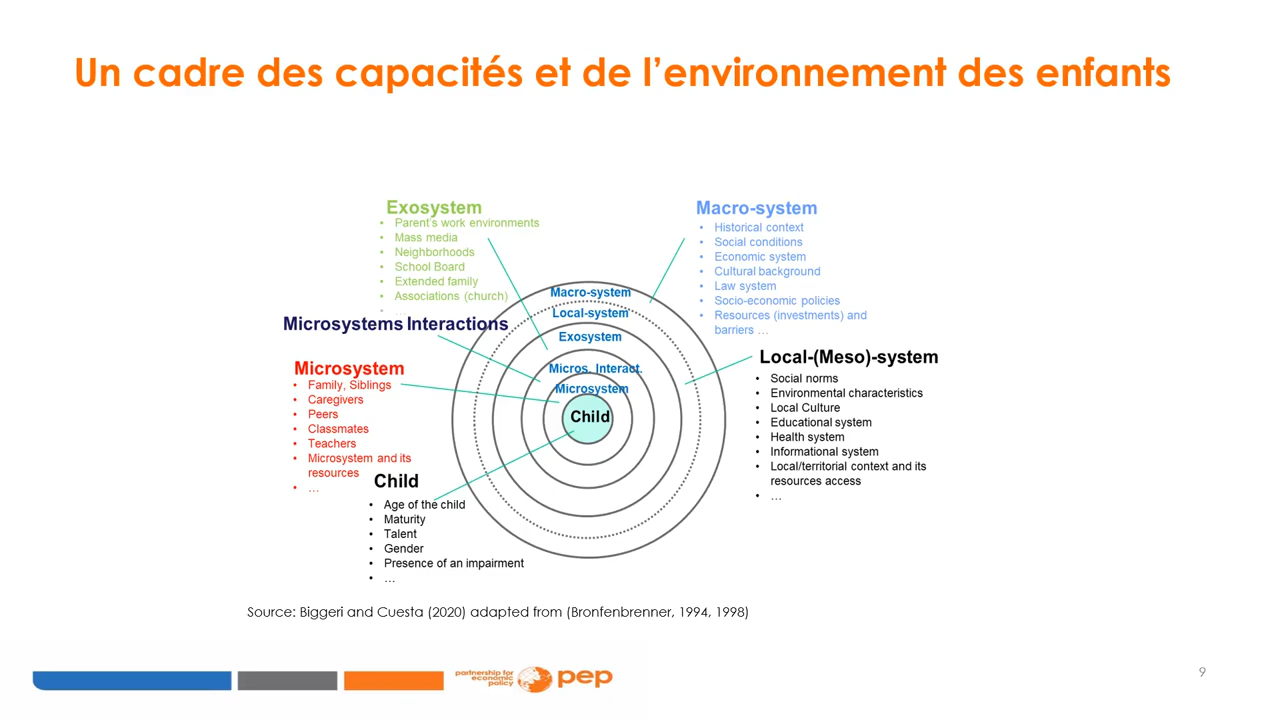 Un cadre des capacités et de l’environnement des enfants
Exosystem
• Parent’s work environments
• Mass media
• Neighborhoods
• School Board
• Extended family
• Associations (church)
• …
Macro-system
• Historical context
• Social conditions
• Economic system
• Cultural background
• Law system
• Socio-economic policies
• Resources (investments) and
barriers …
Microsystems Interactions
Microsystem
• Family, Siblings
• Caregivers
• Peers
• Classmates
• Teachers
• Microsystem and its
resources
• …
Macro-system
Local-system
Exosystem
Micros. Interact.
Microsystem
Child
Local-(Meso)-system
• Social norms
• Environmental characteristics
• Local Culture
• Educational system
• Health system
• Informational system
• Local/territorial context and its
resources access
• …
Child
• Age of the child
• Maturity
• Talent
• Gender
• Presence of an impairment
• …
Source: Biggeri and Cuesta (2020) adapted from (Bronfenbrenner, 1994, 1998)
partnership for
economic
policy
pep
9